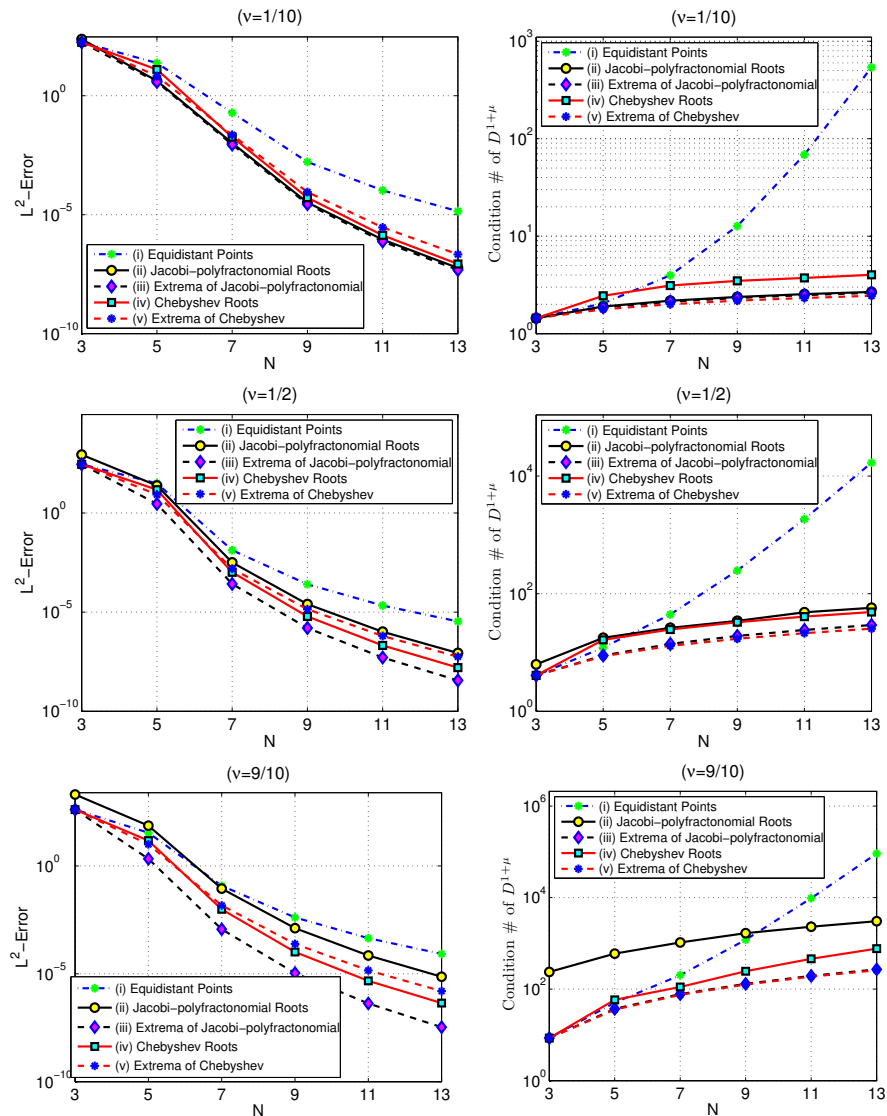 (ν=1/10)
10^0
10^−5
10^−10
L^2−Error
(i) Equidistant Points
(ii) Jacobi−polyfractonomial Roots
(iii) Extrema of Jacobi−polyfractonomial
(iv) Chebyshev Roots
(v) Extrema of Chebyshev
3 5 7 9 11 13
N
(ν=1/10)
10^3
10^2
10^1
10^0
Condition # of D^{1+μ}
(i) Equidistant Points
(ii) Jacobi−polyfractonomial Roots
(iii) Extrema of Jacobi−polyfractonomial
(iv) Chebyshev Roots
(v) Extrema of Chebyshev
3 5 7 9 11 13
N
(ν=1/2)
10^0
10^−5
10^−10
L^2−Error
(i) Equidistant Points
(ii) Jacobi−polyfractonomial Roots
(iii) Extrema of Jacobi−polyfractonomial
(iv) Chebyshev Roots
(v) Extrema of Chebyshev
3 5 7 9 11 13
N
(ν=1/2)
10^4
10^2
10^0
Condition # of D^{1+μ}
(i) Equidistant Points
(ii) Jacobi−polyfractonomial Roots
(iii) Extrema of Jacobi−polyfractonomial
(iv) Chebyshev Roots
(v) Extrema of Chebyshev
3 5 7 9 11 13
N
(ν=9/10)
10^0
10^−5
10^−10
L^2−Error
(i) Equidistant Points
(ii) Jacobi−polyfractonomial Roots
(iii) Extrema of Jacobi−polyfractonomial
(iv) Chebyshev Roots
(v) Extrema of Chebyshev
3 5 7 9 11 13
N
(ν=9/10)
10^6
10^4
10^2
10^0
Condition # of D^{1+μ}
(i) Equidistant Points
(ii) Jacobi−polyfractonomial Roots
(iii) Extrema of Jacobi−polyfractonomial
(iv) Chebyshev Roots
(v) Extrema of Chebyshev
3 5 7 9 11 13
N